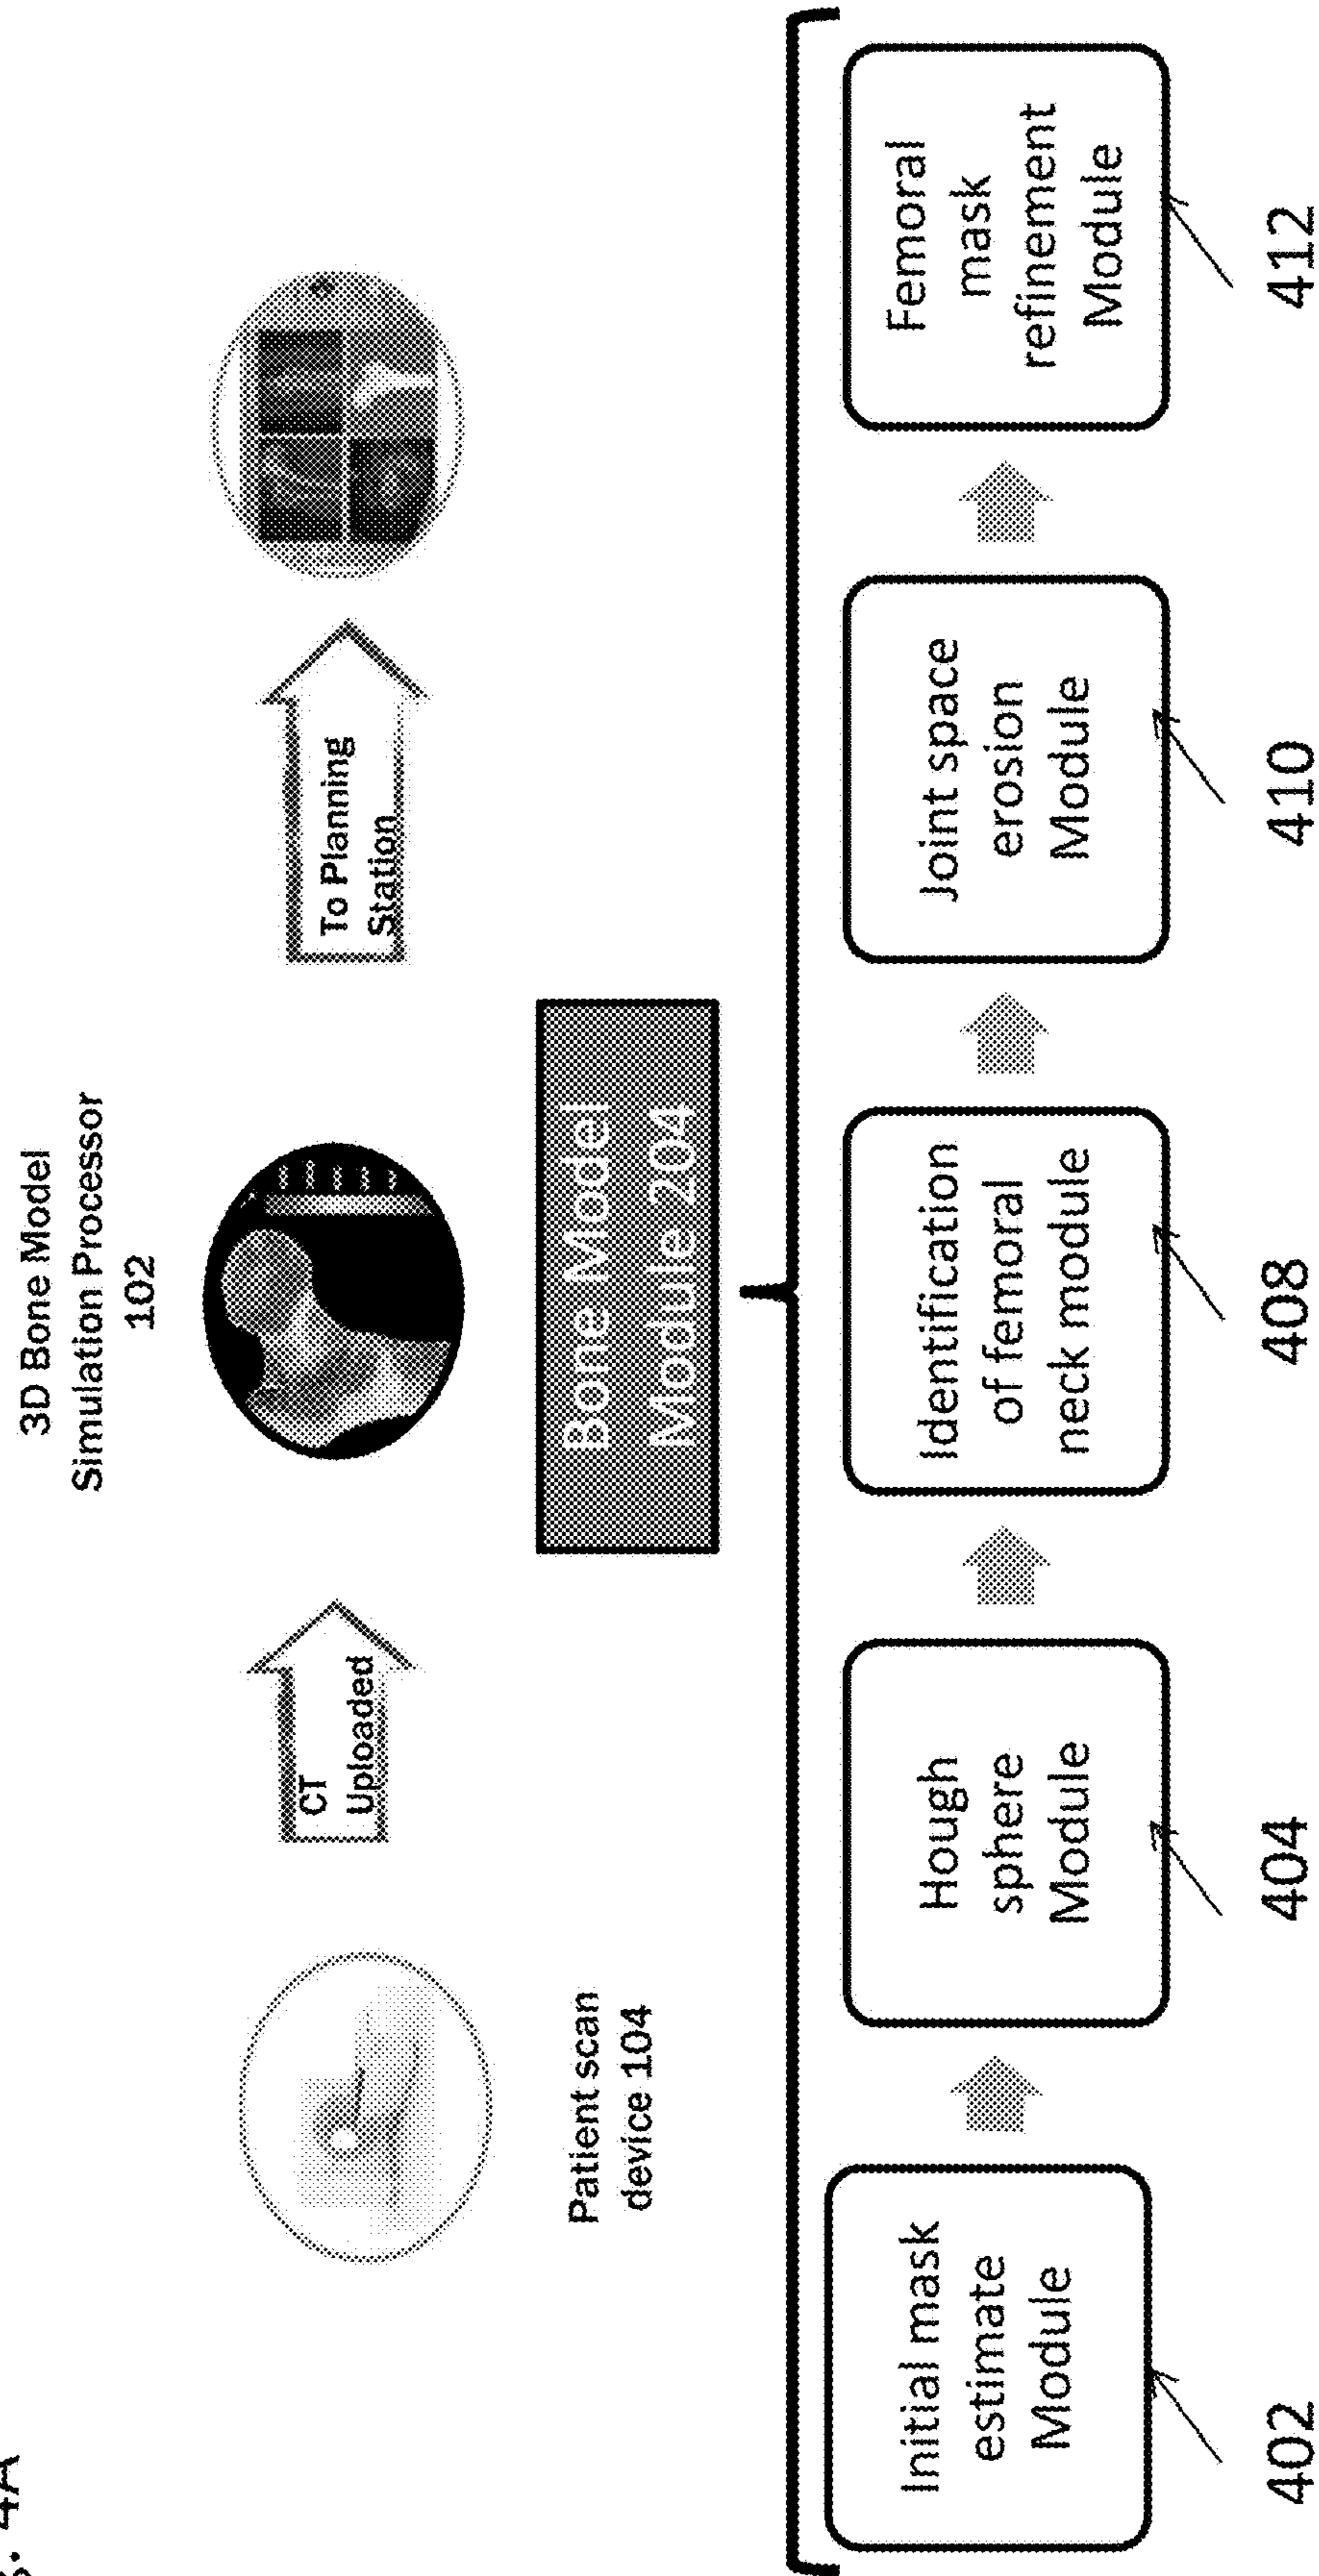 4A
3D Bone Model
Simulation Processor
102
CT
Uploaded
To Planning
Station
Patient scan
device 104
Bone Model
Module 204
Initial mask
estimate
Module
Hough
sphere
Module
Identification
of femoral
neck module
Joint space
erosion
Module
Femoral
mask
refinement
Module
402
404
408
410
412